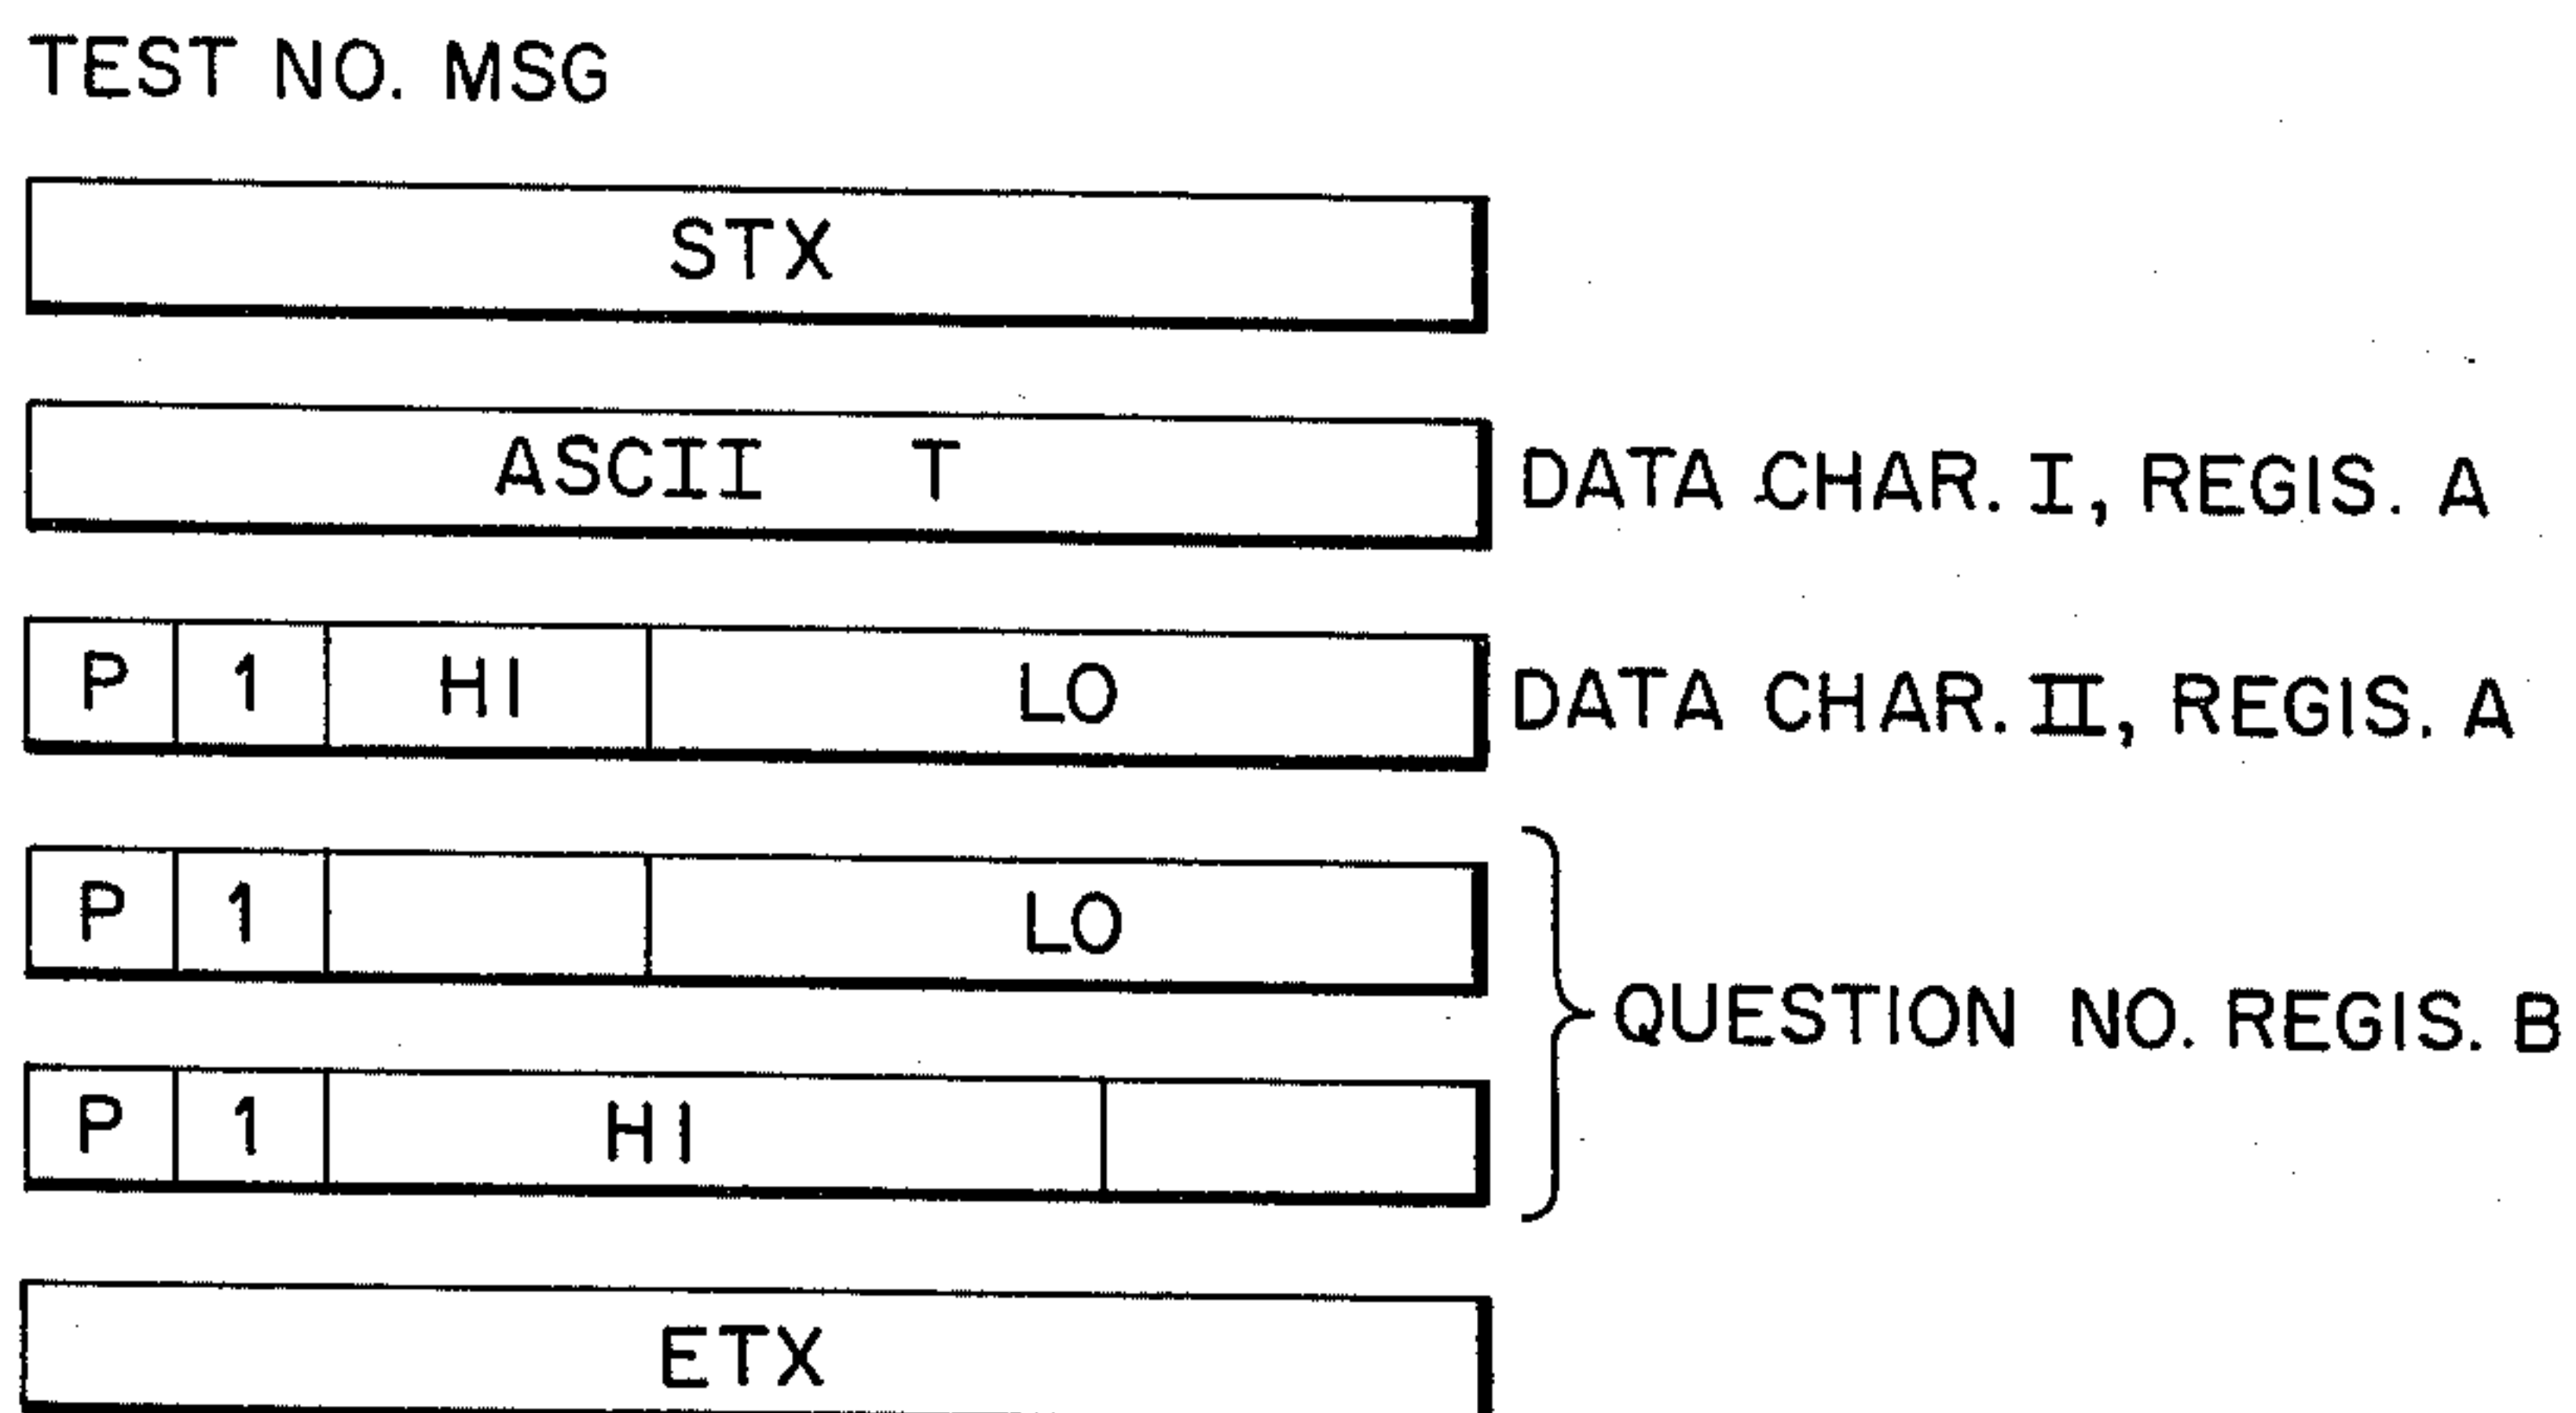 TEST NO. MSG
STX
ASCII T DATA CHAR. I, REGIS. A
P 1 HI LO DATA CHAR. II, REGIS. A
P 1 LO
QUESTION NO. REGIS. B
P 1 HI
ETX